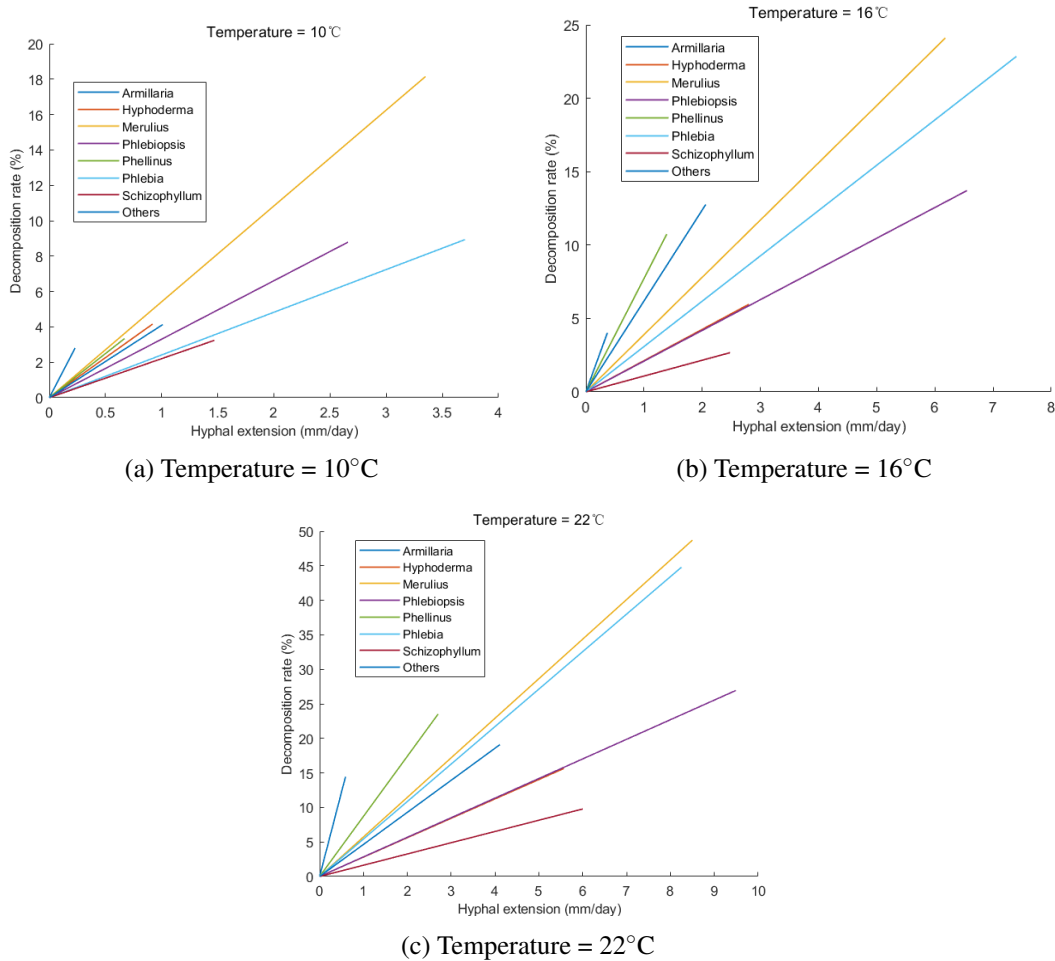 Temperature = 10℃
Decomposition rate (%)
20
18
16
14
12
10
8
6
4
2
0
Armillaria
Hyphoderma
Merulius
Phlebiopsis
Phellinus
Phlebia
Schizophyllum
Others
0 0.5 1 1.5 2 2.5 3 3.5 4
Hyphal extension (mm/day)
(a) Temperature = 10°C
Temperature = 16℃
Decomposition rate (%)
25
20
15
10
5
0
Armillaria
Hyphoderma
Merulius
Phlebiopsis
Phellinus
Phlebia
Schizophyllum
Others
0 1 2 3 4 5 6 7 8
Hyphal extension (mm/day)
(b) Temperature = 16°C
Temperature = 22℃
Decomposition rate (%)
50
45
40
35
30
25
20
15
10
5
0
Armillaria
Hyphoderma
Merulius
Phlebiopsis
Phellinus
Phlebia
Schizophyllum
Others
0 1 2 3 4 5 6 7 8 9 10
Hyphal extension (mm/day)
(c) Temperature = 22°C